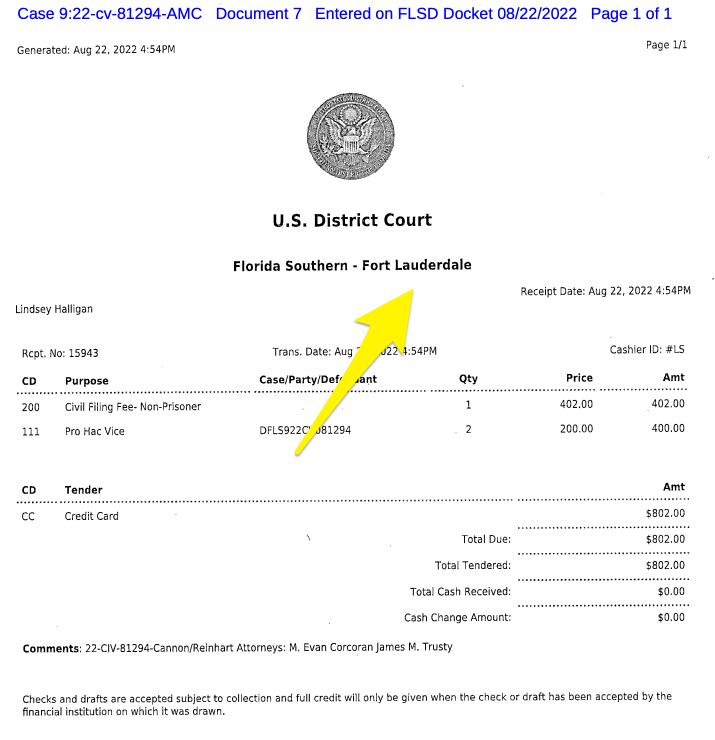 Case 9:22-cv-81294-AMC Document 7 Entered on FLSD Docket 08/22/2022 Page 1 of 1
Generated: Aug 22, 2022 4:54PM Page 1/1
U.S. District Court
Florida Southern - Fort Lauderdale
Receipt Date: Aug 22, 2022 4:54PM
Lindsey Halligan
Rcpt. No: 15943 Trans. Date: Aug 022 4:54PM Cashier ID: #LS
CD Purpose Case/Party/Def ant Qty Price Amt
200 Civil Filing Fee- Non-Prisoner 1 402.00 402.00
111 Pro Hac Vice DFLS922C 081294 2 200.00 400.00
CD Tender Amt
CC Credit Card $802.00
Total Due: $802.00
Total Tendered: $802.00
Total Cash Received: $0.00
Cash Change Amount: $0.00
Comments: 22-CIV-81294-Cannon/Reinhart Attorneys: M. Evan Corcoran James M. Trusty
Checks and drafts are accepted subject to collection and full credit will only be given when the check or draft has been accepted by the
financial institution on which it was drawn.